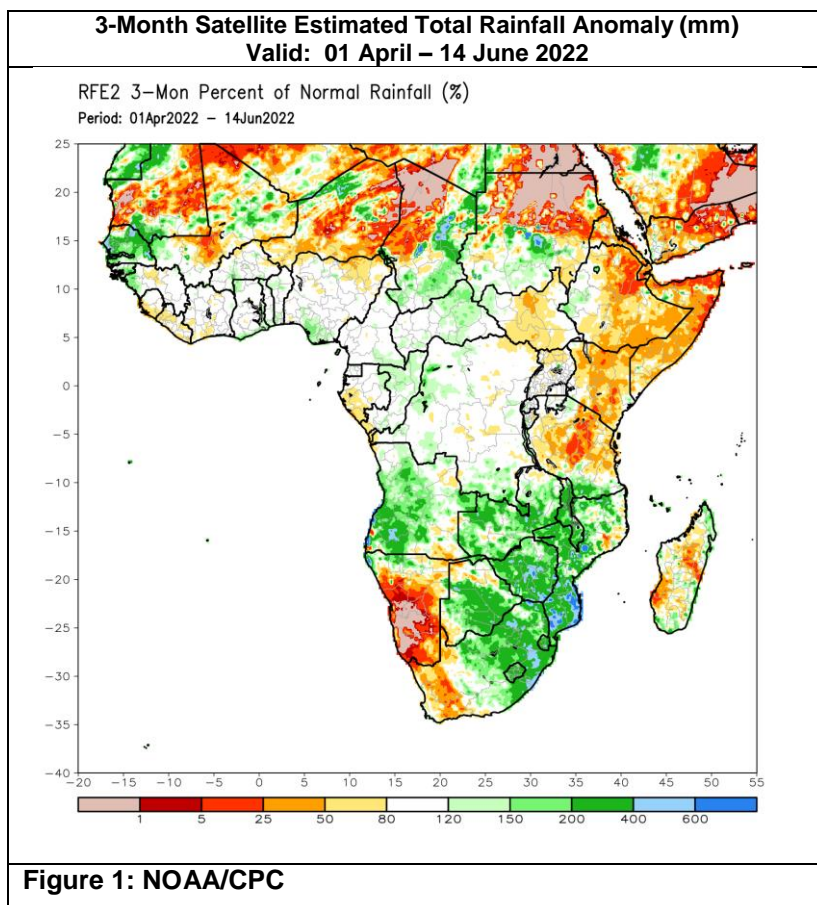 3-Month Satellite Estimated Total Rainfall Anomaly (mm)
Valid: 01 April – 14 June 2022
RFE2 3-Mon Percent of Normal Rainfall (%)
Period: 01Apr2022 – 14Jun2022
25
20
15
10
5
0
−5
−10
−15
−20
−25
−30
−35
−40
−20 −15 −10 −5 0 5 10 15 20 25 30 35 40 45 50 55
1 5 25 50 80 120 150 200 400 600
Figure 1: NOAA/CPC